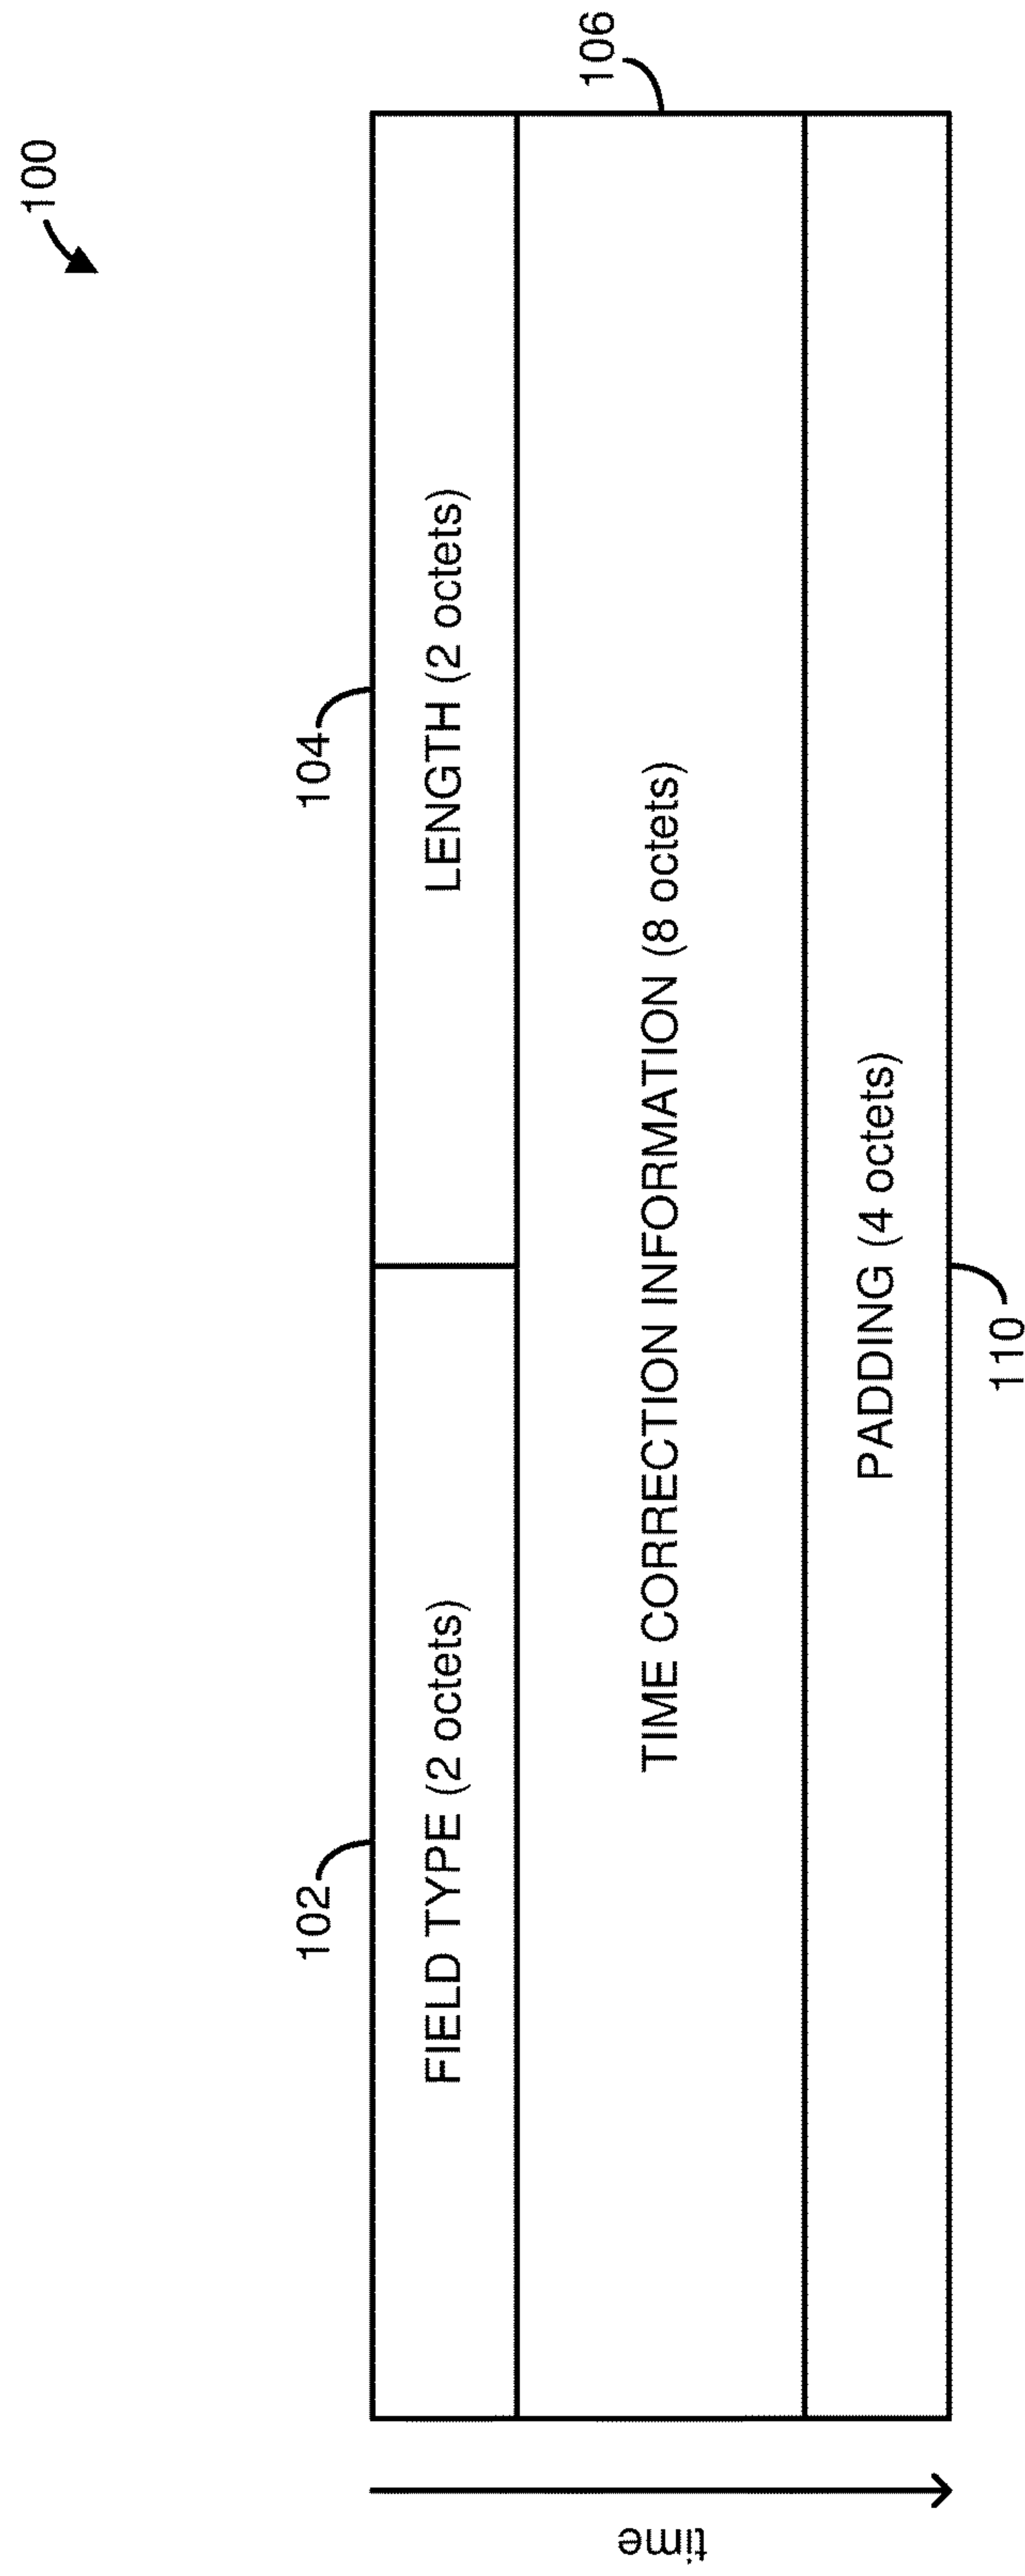 100
102
104
FIELD TYPE (2 octets)
LENGTH (2 octets)
106
TIME CORRECTION INFORMATION (8 octets)
PADDING (4 octets)
110
time